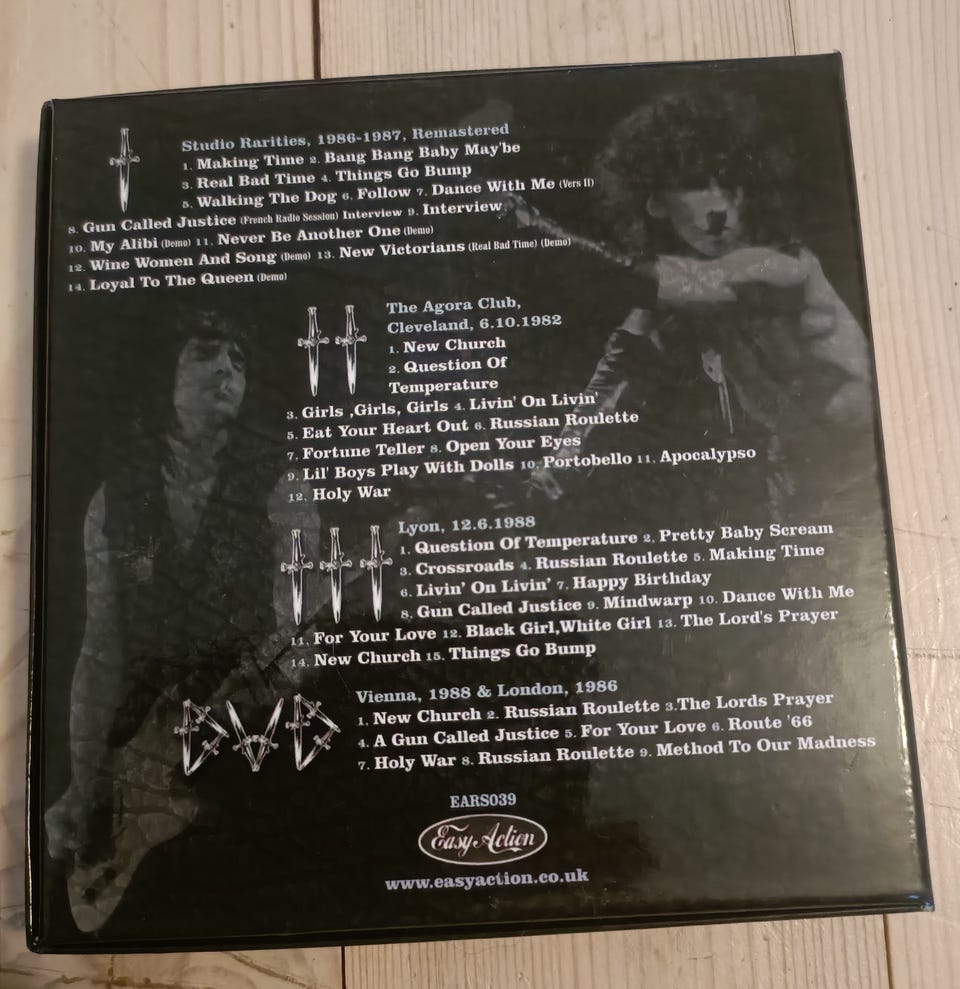 Studio Rarities, 1986-1987, Remastered
1. Making Time 2. Bang Bang Baby May'be
3. Real Bad Time 4. Things Go Bump
5. Walking The Dog 6. Follow 7. Dance With Me (Vers II)
8. Gun Called Justice (French Radio Session) Interview 9. Interview
10. My Alibi (Demo) 11. Never Be Another One (Demo)
12. Wine Women And Song (Demo) 13. New Victorians (Real Bad Time) (Demo)
14. Loyal To The Queen (Demo)
The Agora Club,
Cleveland, 6.10.1982
1. New Church
2. Question Of
Temperature
3. Girls ,Girls, Girls 4. Livin' On Livin'
5. Eat Your Heart Out 6. Russian Roulette
7. Fortune Teller 8. Open Your Eyes
9. Lil' Boys Play With Dolls 10. Portobello 11. Apocalypso
12. Holy War
Lyon, 12.6.1988
1. Question Of Temperature 2. Pretty Baby Scream
3. Crossroads 4. Russian Roulette 5. Making Time
6. Livin' On Livin' 7. Happy Birthday
8. Gun Called Justice 9. Mindwarp 10. Dance With Me
11. For Your Love 12. Black Girl,White Girl 13. The Lord's Prayer
14. New Church 15. Things Go Bump
DVD
Vienna, 1988 & London, 1986
1. New Church 2. Russian Roulette 3.The Lords Prayer
4. A Gun Called Justice 5. For Your Love 6. Route '66
7. Holy War 8. Russian Roulette 9. Method To Our Madness
EARS039
Easy Action
www.easyaction.co.uk